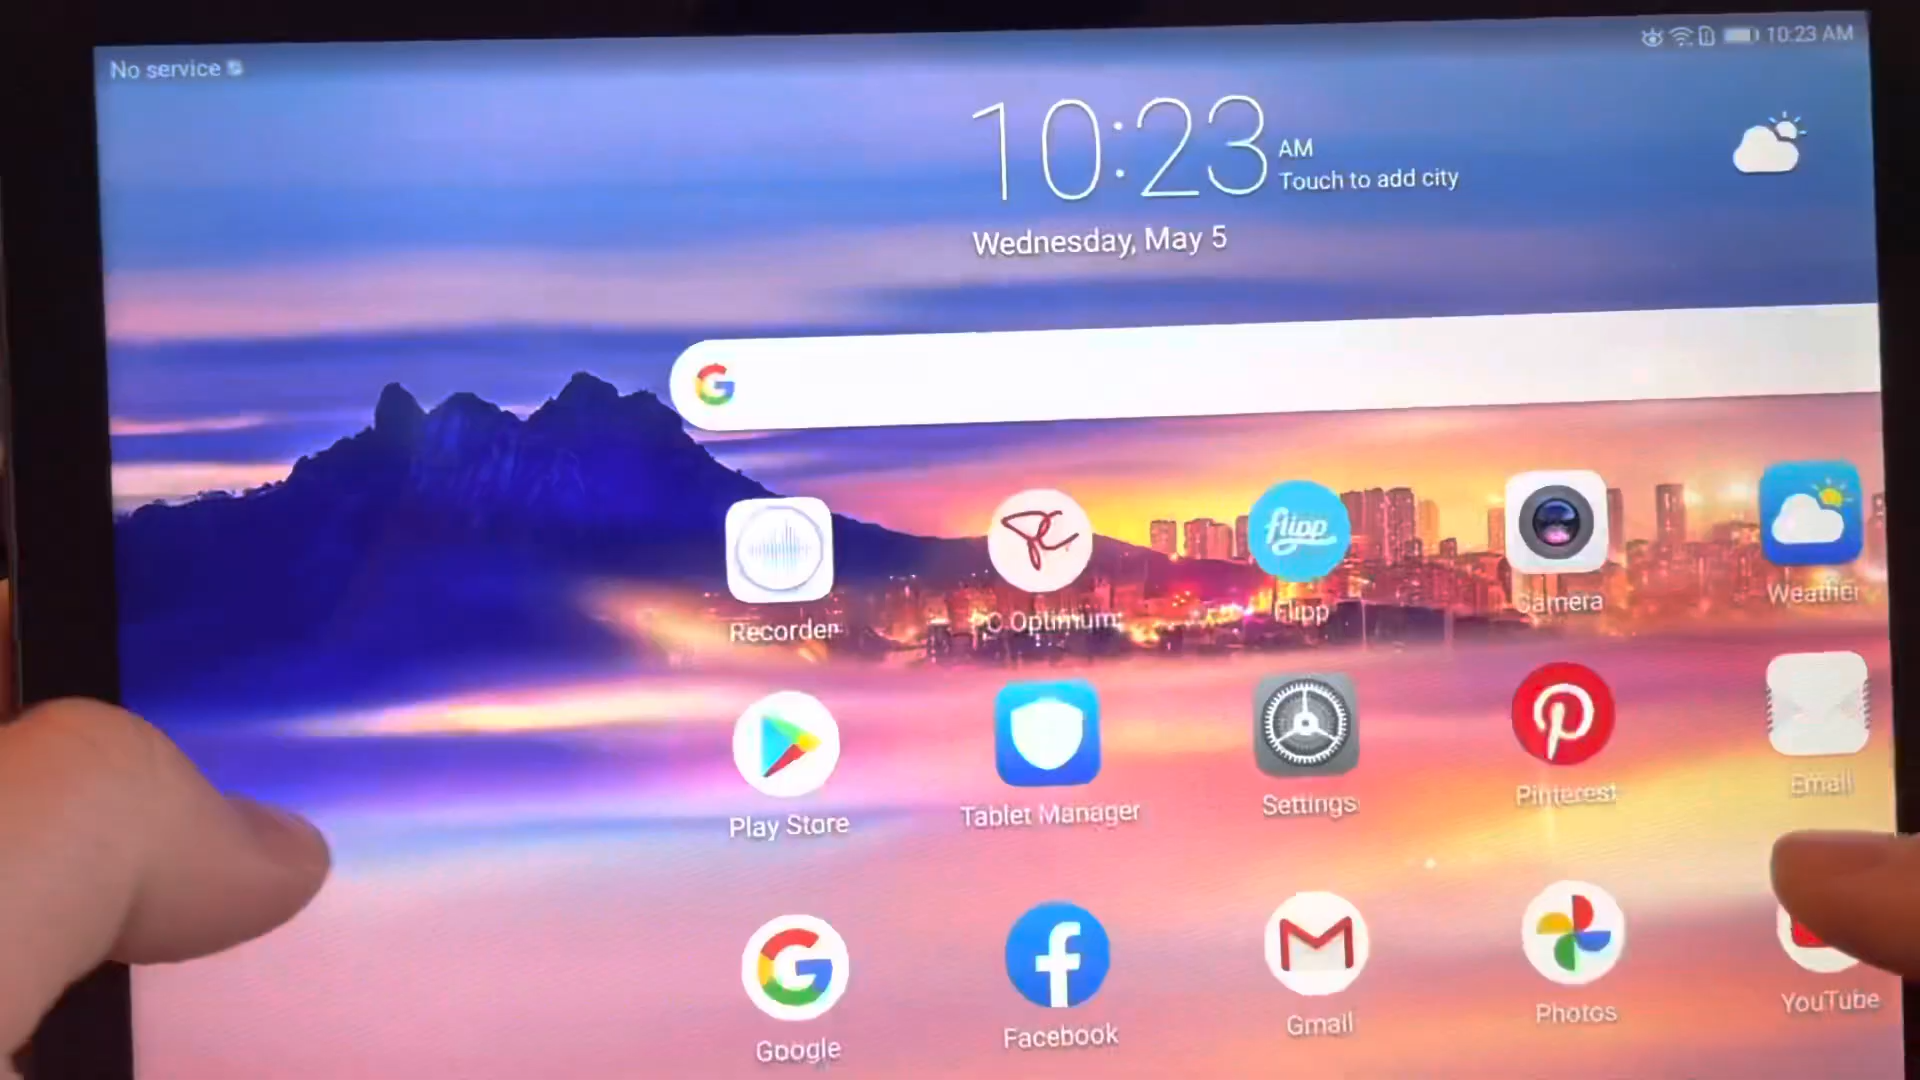 No service
10:23 AM
10:23 AM
Touch to add city
Wednesday, May 5
flipp
Recorder
PC Optimum
Flipp
Camera
Weather
Play Store
Tablet Manager
Settings
Pinterest
Email
Google
Facebook
Gmail
Photos
YouTube